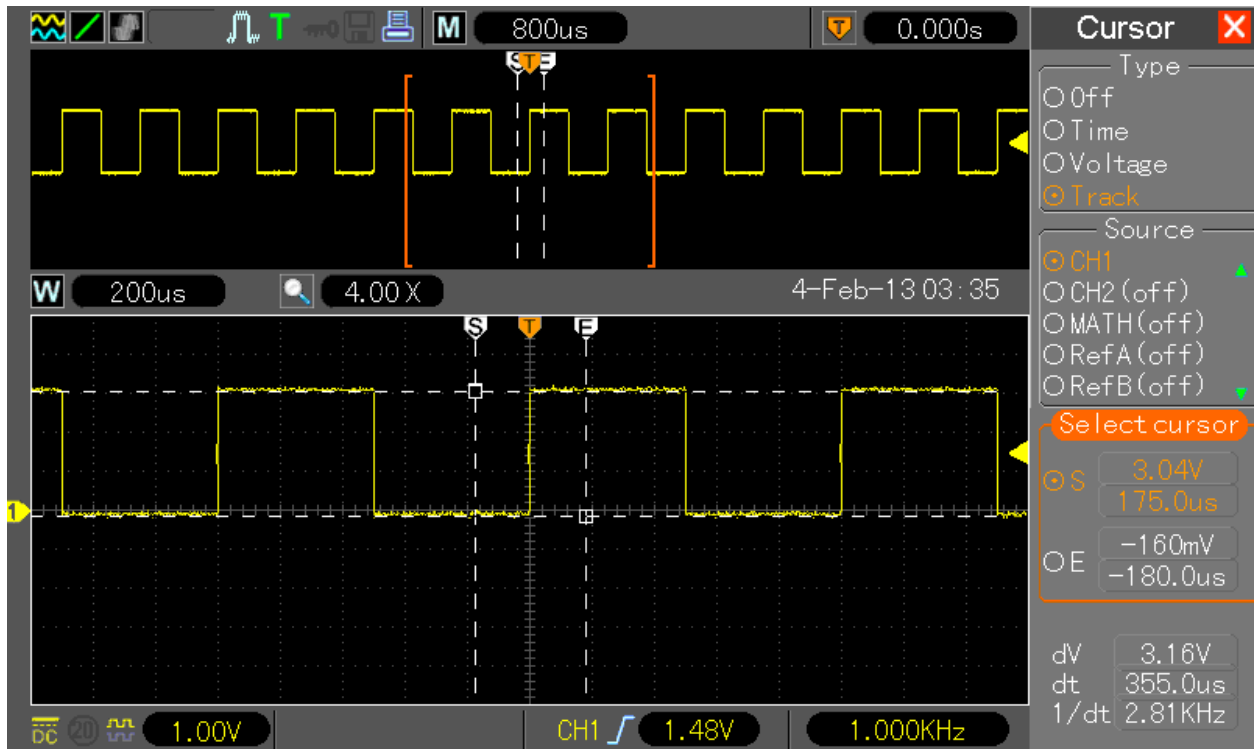 T M 800us T 0.000s
S T E
W 200us 4.00X 4-Feb-13 03:35
S T E
1
DC 20 1.00V CH1 1.48V 1.000KHz
Cursor X
Type
Off
Time
Voltage
Track
Source
CH1
CH2(off)
MATH(off)
RefA(off)
RefB(off)
Select cursor
S 3.04V
175.0us
E -160mV
-180.0us
dV 3.16V
dt 355.0us
1/dt 2.81KHz